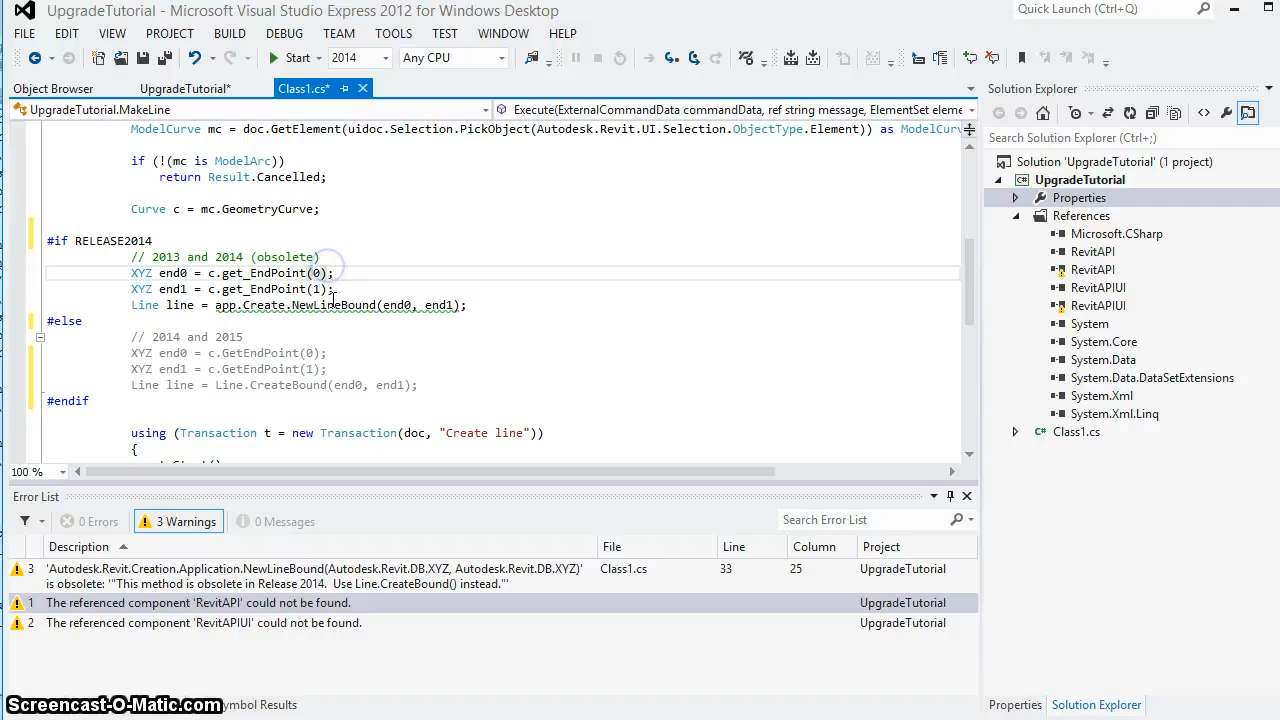 UpgradeTutorial - Microsoft Visual Studio Express 2012 for Windows Desktop
Quick Launch (Ctrl+Q)
FILE EDIT VIEW PROJECT BUILD DEBUG TEAM TOOLS TEST WINDOW HELP
Start 2014 Any CPU
Object Browser UpgradeTutorial* Class1.cs*
UpgradeTutorial.MakeLine Execute(ExternalCommandData commandData, ref string message, ElementSet eleme
ModelCurve mc = doc.GetElement(uidoc.Selection.PickObject(Autodesk.Revit.UI.Selection.ObjectType.Element)) as ModelCurv
if (!(mc is ModelArc))
return Result.Cancelled;
Curve c = mc.GeometryCurve;
#if RELEASE2014
// 2013 and 2014 (obsolete)
XYZ end0 = c.get_EndPoint(0);
XYZ end1 = c.get_EndPoint(1);
Line line = app.Create.NewLineBound(end0, end1);
#else
// 2014 and 2015
XYZ end0 = c.GetEndPoint(0);
XYZ end1 = c.GetEndPoint(1);
Line line = Line.CreateBound(end0, end1);
#endif
using (Transaction t = new Transaction(doc, "Create line"))
{
100 %
Error List
0 Errors 3 Warnings 0 Messages
Search Error List
Description File Line Column Project
3 'Autodesk.Revit.Creation.Application.NewLineBound(Autodesk.Revit.DB.XYZ, Autodesk.Revit.DB.XYZ)' Class1.cs 33 25 UpgradeTutorial
is obsolete: '"This method is obsolete in Release 2014.  Use Line.CreateBound() instead."'
1 The referenced component 'RevitAPI' could not be found. UpgradeTutorial
2 The referenced component 'RevitAPIUI' could not be found. UpgradeTutorial
Screencast-O-Matic.com
ymbol Results
Solution Explorer
Search Solution Explorer (Ctrl+;)
Solution 'UpgradeTutorial' (1 project)
C# UpgradeTutorial
Properties
References
Microsoft.CSharp
RevitAPI
RevitAPI
RevitAPIUI
RevitAPIUI
System
System.Core
System.Data
System.Data.DataSetExtensions
System.Xml
System.Xml.Linq
C# Class1.cs
Properties Solution Explorer